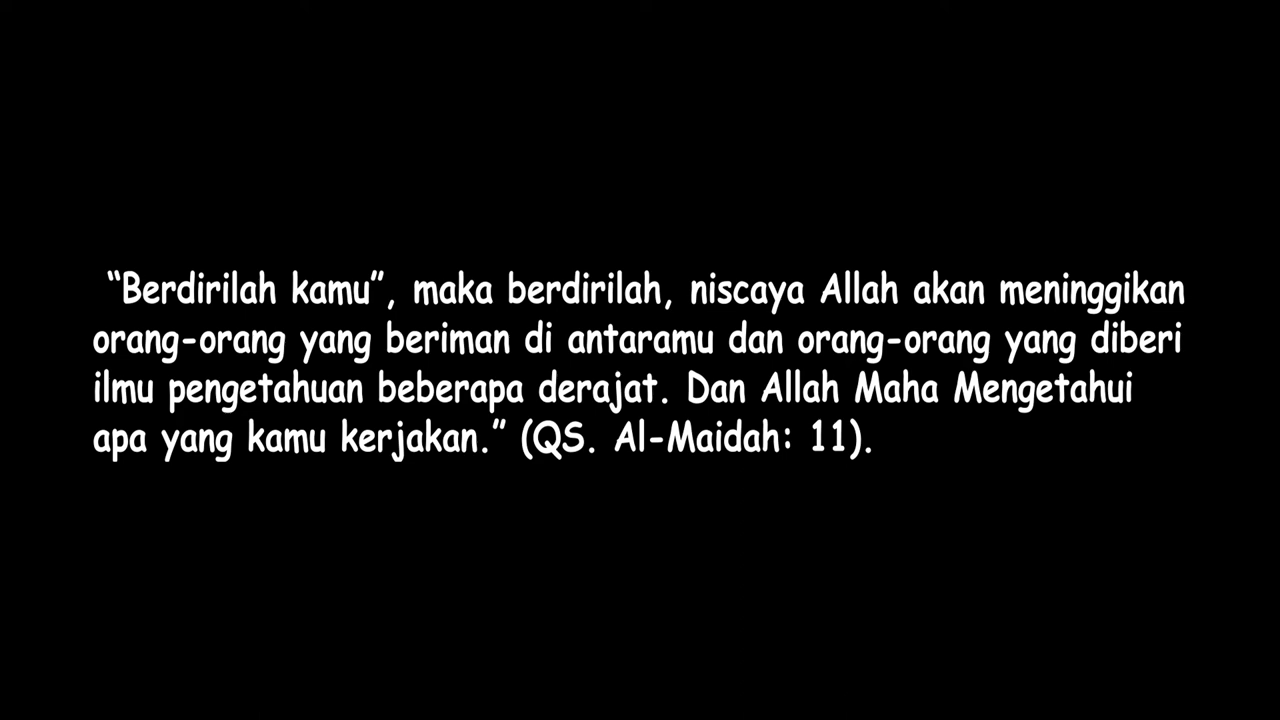 “Berdirilah kamu”, maka berdirilah, niscaya Allah akan meninggikan
orang-orang yang beriman di antaramu dan orang-orang yang diberi
ilmu pengetahuan beberapa derajat. Dan Allah Maha Mengetahui
apa yang kamu kerjakan.” (QS. Al-Maidah: 11).